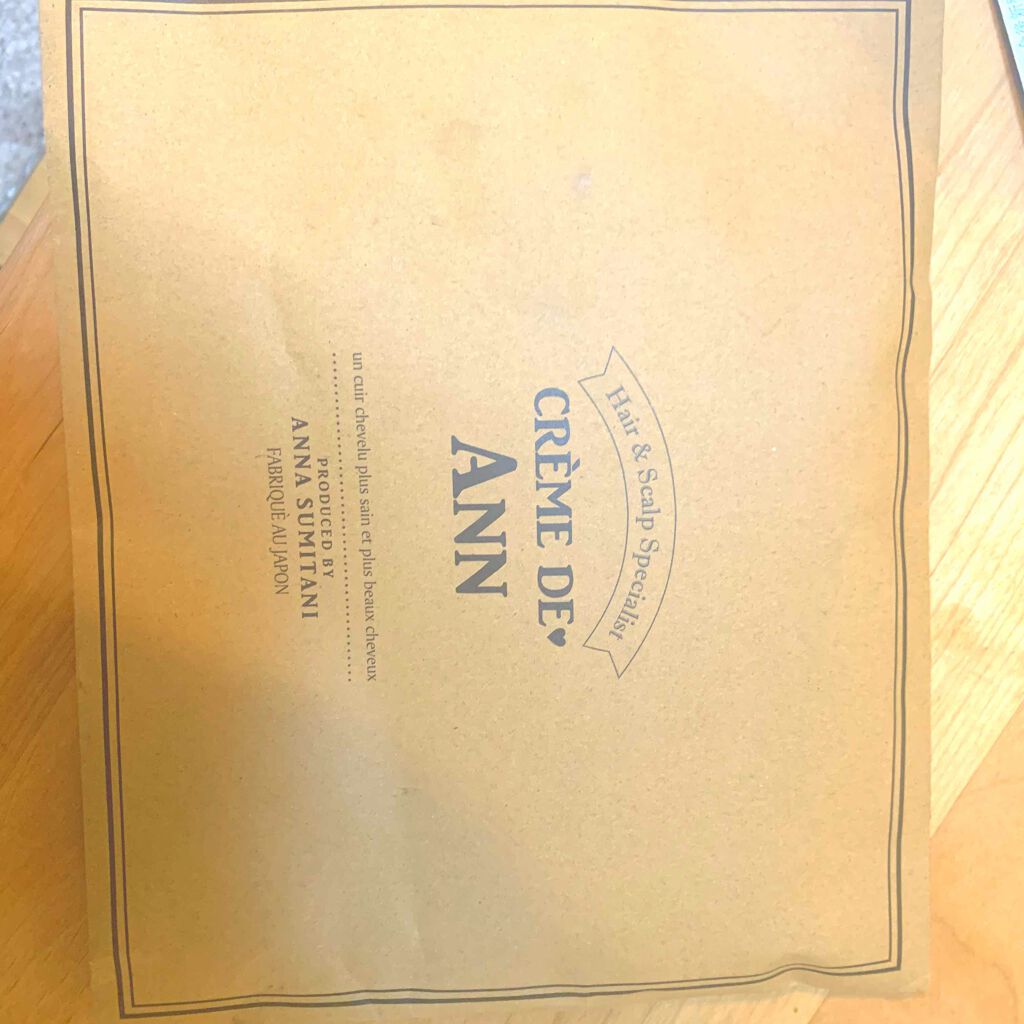 Hair & Scalp Specialist
CRÈME DE♥
ANN
un cuir chevelu plus sain et plus beaux cheveux
PRODUCED BY
ANNA SUMITANI
FABRIQUÈ AU JAPON